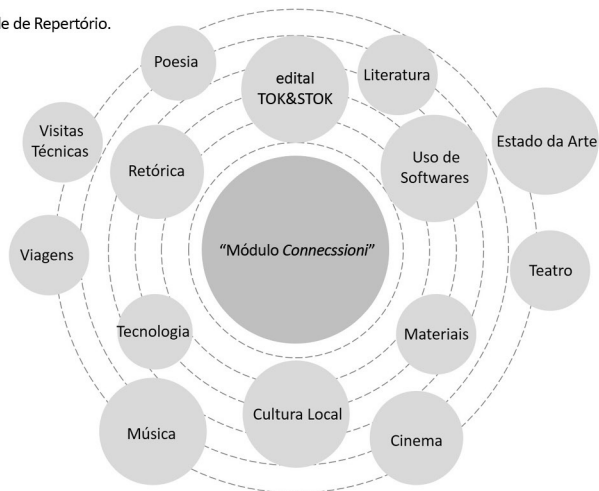 le de Repertório.
Poesia
edital
TOK&STOK
Literatura
Visitas
Técnicas
Retórica
Uso de
Softwares
Estado da Arte
Viagens
“Módulo Connecssioni”
Teatro
Tecnologia
Materiais
Música
Cultura Local
Cinema